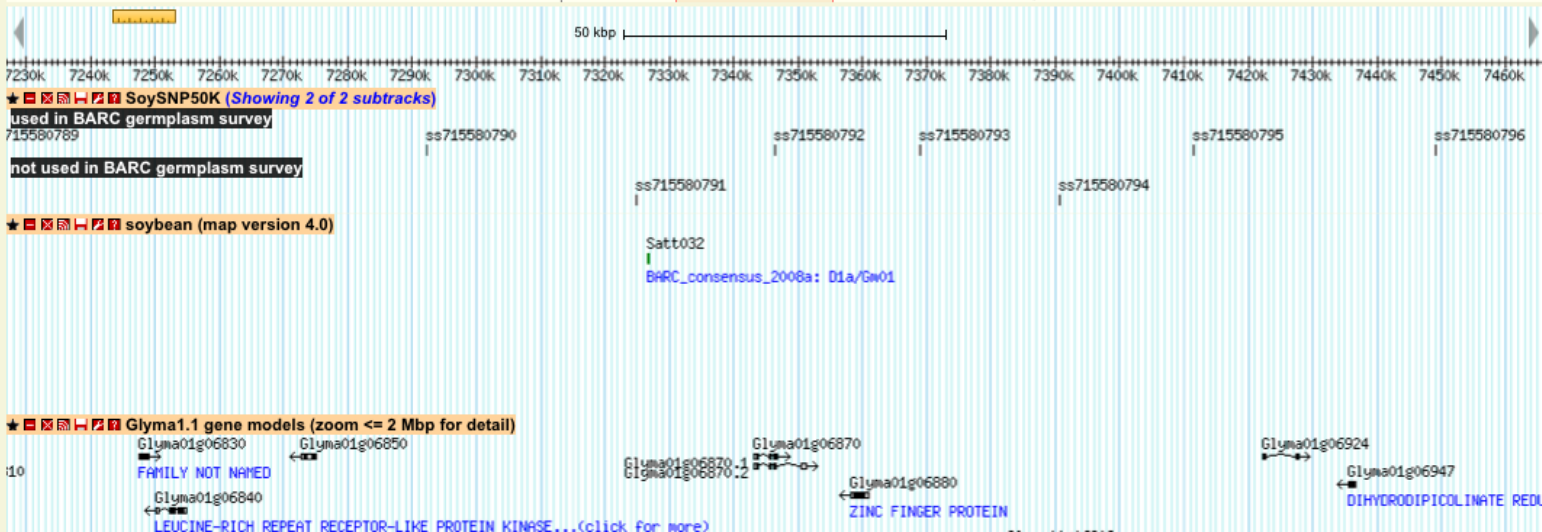 50 kbp
7230k 7240k 7250k 7260k 7270k 7280k 7290k 7300k 7310k 7320k 7330k 7340k 7350k 7360k 7370k 7380k 7390k 7400k 7410k 7420k 7430k 7440k 7450k 7460k
SoySNP50K (Showing 2 of 2 subtracks)
used in BARC germplasm survey
715580789 ss715580790 ss715580792 ss715580793 ss715580795 ss715580796
not used in BARC germplasm survey
ss715580791 ss715580794
soybean (map version 4.0)
Satt032
BARC_consensus_2008a: D1a/Gm01
Glyma1.1 gene models (zoom <= 2 Mbp for detail)
Glyma01g06830 Glyma01g06850 Glyma01g06870 Glyma01g06924
Glyma01g06870.1
Glyma01g06870.2
FAMILY NOT NAMED
Glyma01g06947
Glyma01g06880
Glyma01g06840
DIHYDRODIPICOLINATE REDU
ZINC FINGER PROTEIN
LEUCINE-RICH REPEAT RECEPTOR-LIKE PROTEIN KINASE...(click for more)